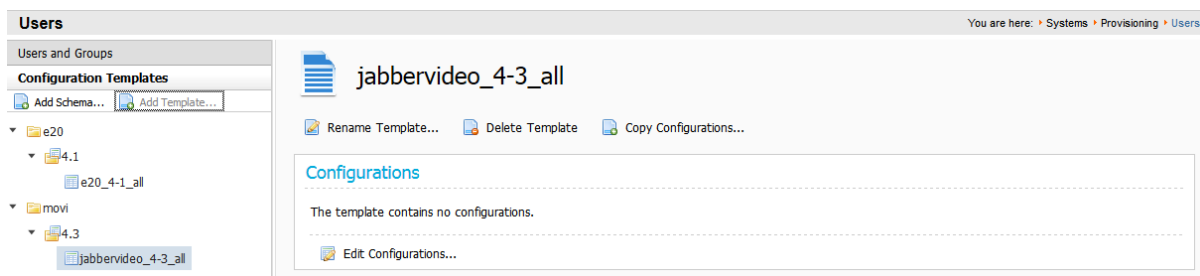 Users
You are here: Systems Provisioning Users
Users and Groups
Configuration Templates
Add Schema... Add Template...
e20
4.1
e20_4-1_all
movi
4.3
jabbervideo_4-3_all
jabbervideo_4-3_all
Rename Template... Delete Template Copy Configurations...
Configurations
The template contains no configurations.
Edit Configurations...